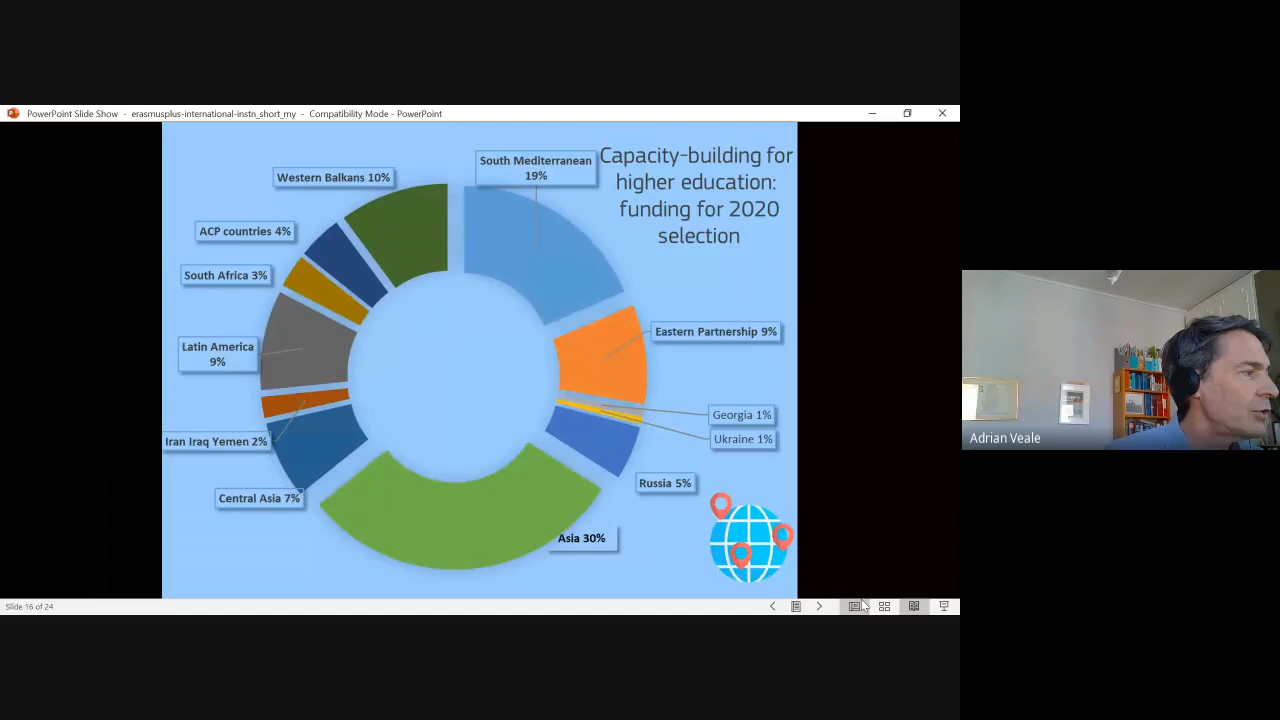 PowerPoint Slide Show - erasmusplus-international-instn_short_my - Compatibility Mode - PowerPoint
Capacity-building for
higher education:
funding for 2020
selection
South Mediterranean
19%
Western Balkans 10%
ACP countries 4%
South Africa 3%
Eastern Partnership 9%
Latin America
9%
Georgia 1%
Ukraine 1%
Iran Iraq Yemen 2%
Russia 5%
Central Asia 7%
Asia 30%
Adrian Veale
Slide 16 of 24